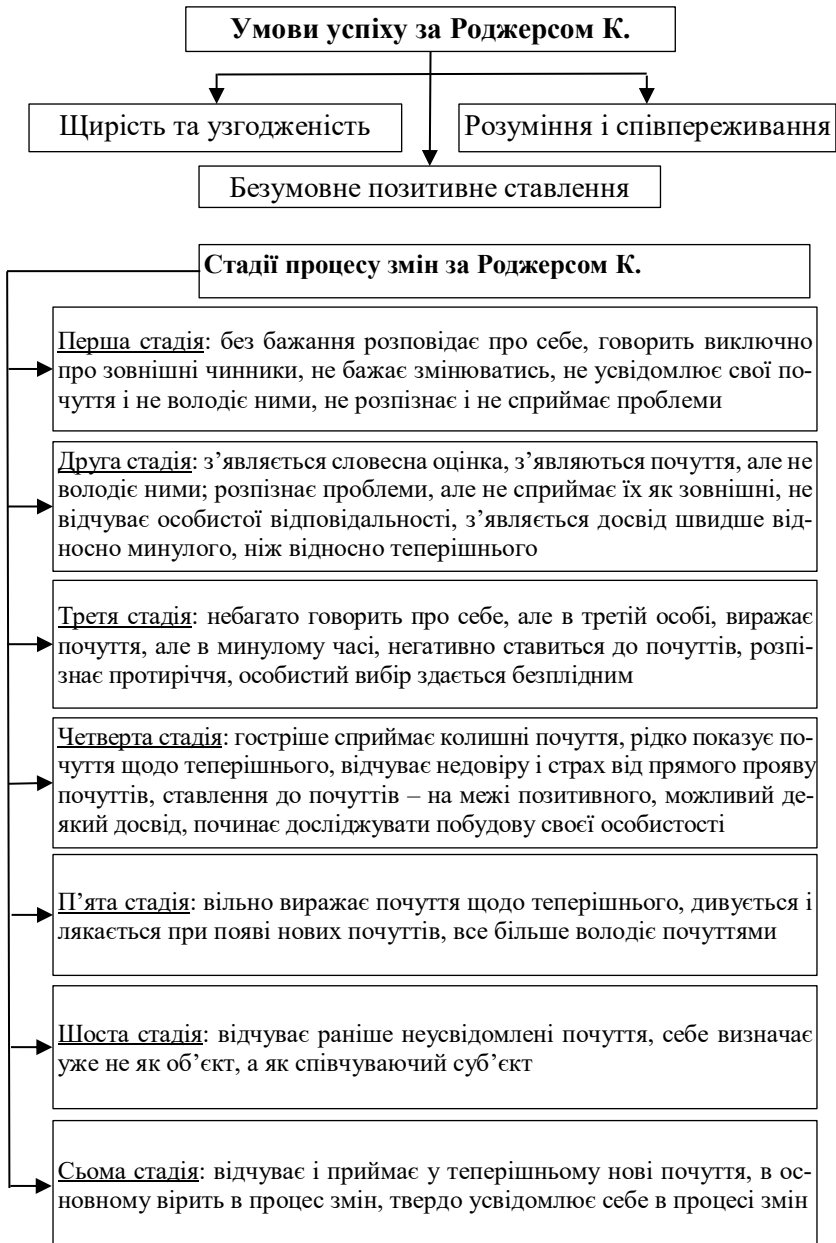 Умови успіху за Роджерсом К.
Щирість та узгодженість
Розуміння і співпереживання
Безумовне позитивне ставлення
Стадії процесу змін за Роджерсом К.
Перша стадія: без бажання розповідає про себе, говорить виключно
про зовнішні чинники, не бажає змінюватись, не усвідомлює свої по-
чуття і не володіє ними, не розпізнає і не сприймає проблеми
Друга стадія: з’являється словесна оцінка, з’являються почуття, але не
володіє ними; розпізнає проблеми, але не сприймає їх як зовнішні, не
відчуває особистої відповідальності, з’являється досвід швидше від-
носно минулого, ніж відносно теперішнього
Третя стадія: небагато говорить про себе, але в третій особі, виражає
почуття, але в минулому часі, негативно ставиться до почуттів, розпі-
знає протиріччя, особистий вибір здається безплідним
Четверта стадія: гостріше сприймає колишні почуття, рідко показує по-
чуття щодо теперішнього, відчуває недовіру і страх від прямого прояву
почуттів, ставлення до почуттів – на межі позитивного, можливий де-
який досвід, починає досліджувати побудову своєї особистості
П’ята стадія: вільно виражає почуття щодо теперішнього, дивується і
лякається при появі нових почуттів, все більше володіє почуттями
Шоста стадія: відчуває раніше неусвідомлені почуття, себе визначає
уже не як об’єкт, а як співчуваючий суб’єкт
Сьома стадія: відчуває і приймає у теперішньому нові почуття, в ос-
новному вірить в процес змін, твердо усвідомлює себе в процесі змін